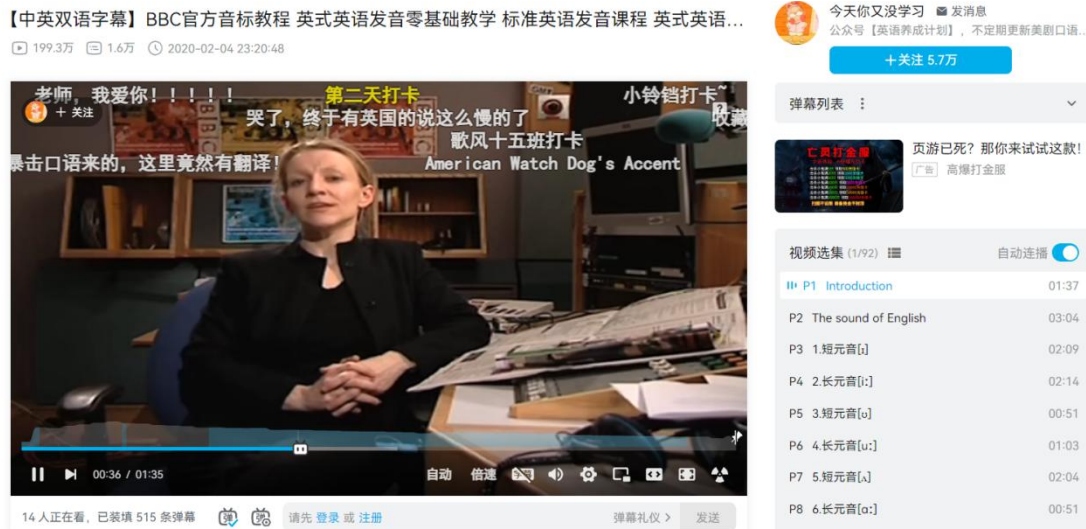 【中英双语字幕】BBC官方音标教程 英式英语发音零基础教学 标准英语发音课程 英式英语...
199.3万 1.6万 2020-02-04 23:20:48
老师，我爱你！！！！！
第二天打卡
小铃铛打卡~
+ 关注
哭了，终于有英国的说这么慢的了
收藏
歌风十五班打卡
暴击口语来的，这里竟然有翻译！
American Watch Dog's Accent
BBC
00:36 / 01:35
自动 倍速
14 人正在看，已装填 515 条弹幕
请先 登录 或 注册
弹幕礼仪 >
发送
今天你又没学习 发消息
公众号【英语养成计划】，不定期更新美剧口语...
+关注 5.7万
弹幕列表
亡灵打金服
页游已死？那你来试试这款！
广告 高爆打金服
视频选集 (1/92) 自动连播
P1 Introduction 01:37
P2 The sound of English 03:04
P3 1.短元音[ɪ] 02:09
P4 2.长元音[i:] 02:14
P5 3.短元音[ʊ] 00:51
P6 4.长元音[u:] 01:03
P7 5.短元音[ʌ] 02:04
P8 6.长元音[ɑ:] 00:51